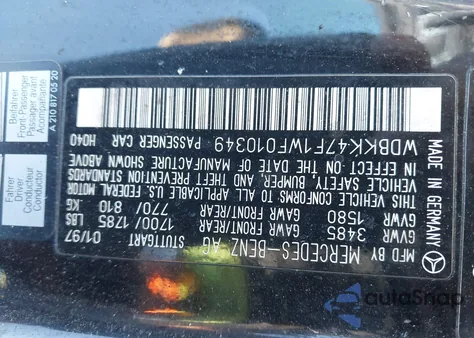 MFD. BY
MERCEDES-BENZ AG
STUTTGART
01/97
GVWR GAWR FRONT/REAR
3485 1700/1785 LBS
GVWR GAWR FRONT/REAR
1580 770/ 810 KG
THIS VEHICLE CONFORMS TO ALL APPLICABLE U.S. FEDERAL MOTOR
VEHICLE SAFETY, BUMPER, AND THEFT PREVENTION STANDARDS
IN EFFECT ON THE DATE OF MANUFACTURE SHOWN ABOVE
WDBKK47F1VF010349 PASSENGER CAR H040
MADE IN GERMANY
Fahrer
Driver
Conducteur
Conductor
Beifahrer
Front-Passenger
Passager avant
Acompanante
A 210 817 05 20
autoSnap